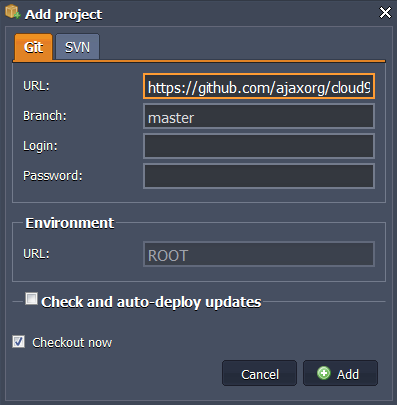 Add project
Git SVN
URL: https://github.com/ajaxorg/cloud9
Branch: master
Login:
Password:
Environment
URL: ROOT
Check and auto-deploy updates
Checkout now
Cancel Add